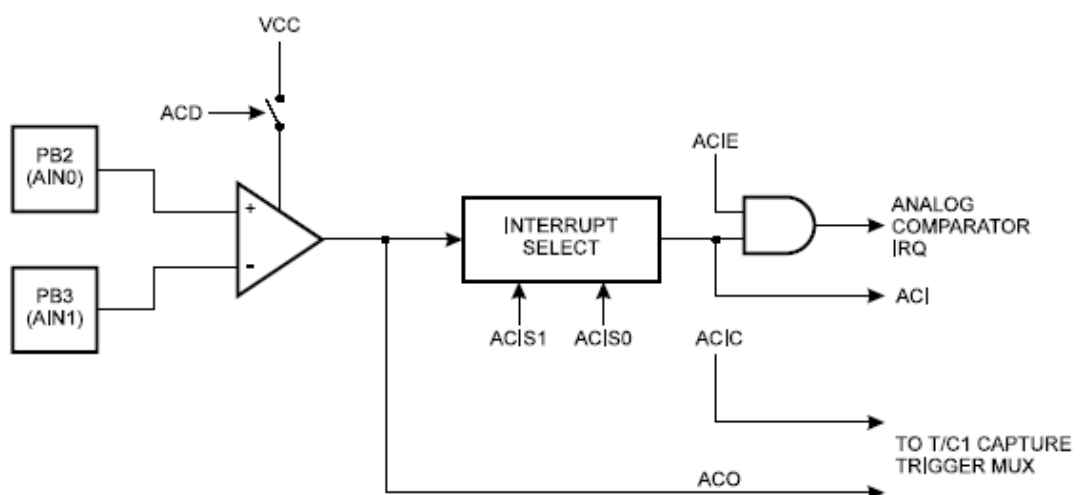 VCC
ACD
PB2
(AIN0)
+
-
PB3
(AIN1)
INTERRUPT
SELECT
ACIS1 ACIS0
ACIE
ANALOG
COMPARATOR
IRQ
ACI
ACIC
TO T/C1 CAPTURE
TRIGGER MUX
ACO